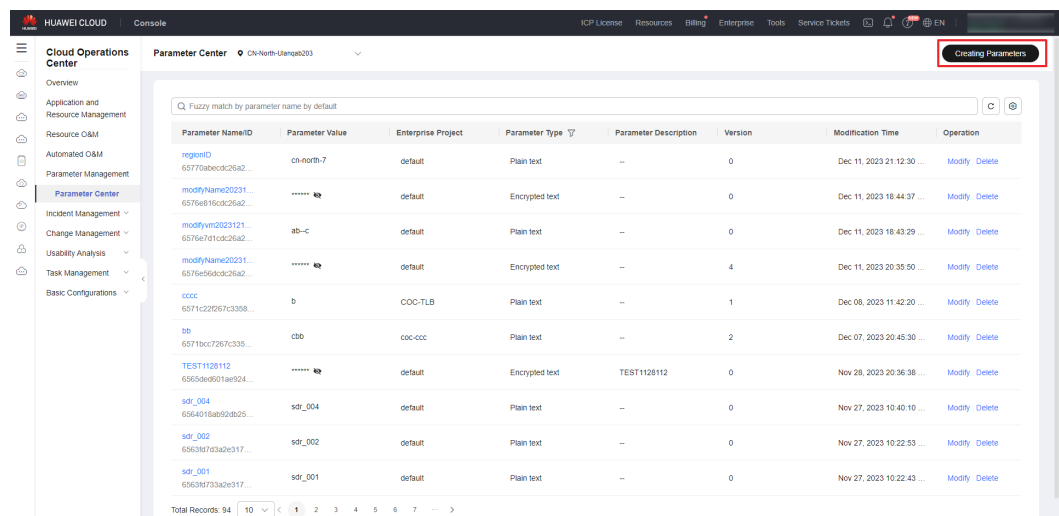 HUAWEI
HUAWEI CLOUD
Console
ICP License Resources Billing Enterprise Tools Service Tickets EN
Cloud Operations
Center
Overview
Application and
Resource Management
Resource O&M
Automated O&M
Parameter Management
Parameter Center
Incident Management
Change Management
Usability Analysis
Task Management
Basic Configurations
Parameter Center CN-North-Ulanqab203
Creating Parameters
Fuzzy match by parameter name by default
Parameter Name/ID Parameter Value Enterprise Project Parameter Type Parameter Description Version Modification Time Operation
regionID
65770abecdc26a2... cn-north-7 default Plain text -- 0 Dec 11, 2023 21:12:30 ... Modify Delete
modifyName20231...
6576e816cdc26a2... ****** default Encrypted text -- 0 Dec 11, 2023 18:44:37 ... Modify Delete
modifyvm2023121...
6576e7d1cdc26a2... ab--c default Plain text -- 0 Dec 11, 2023 18:43:29 ... Modify Delete
modifyName20231...
6576e56dcdc26a2... ****** default Encrypted text -- 4 Dec 11, 2023 20:35:50 ... Modify Delete
cccc
6571c22f267c3358... b COC-TLB Plain text -- 1 Dec 08, 2023 11:42:20 ... Modify Delete
bb
6571bcc7267c335... cbb coc-ccc Plain text -- 2 Dec 07, 2023 20:45:30 ... Modify Delete
TEST1128112
6565ded601ae924... ****** default Encrypted text TEST1128112 0 Nov 28, 2023 20:36:38 ... Modify Delete
sdr_004
6564018ab92db25... sdr_004 default Plain text -- 0 Nov 27, 2023 10:40:10 ... Modify Delete
sdr_002
6563fd7d3a2e317... sdr_002 default Plain text -- 0 Nov 27, 2023 10:22:53 ... Modify Delete
sdr_001
6563fd733a2e317... sdr_001 default Plain text -- 0 Nov 27, 2023 10:22:43 ... Modify Delete
Total Records: 94 10 < 1 2 3 4 5 6 7 ... >